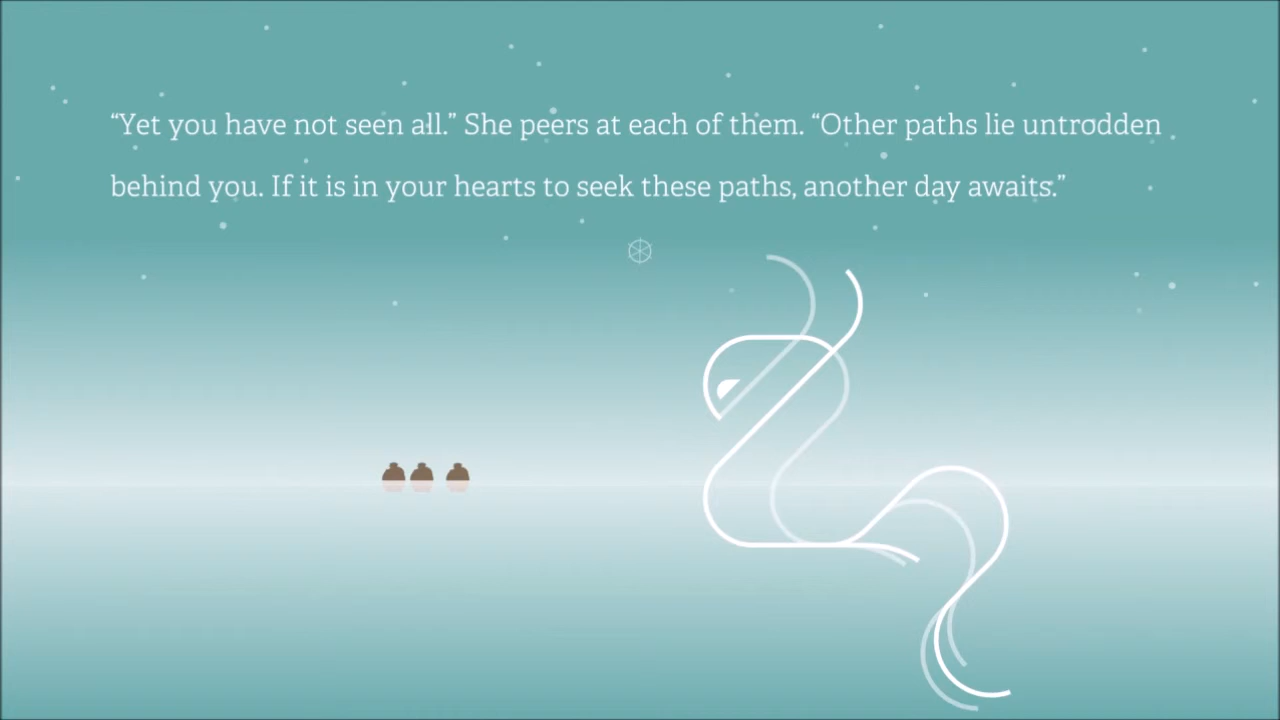 “Yet you have not seen all.” She peers at each of them. “Other paths lie untrodden
behind you. If it is in your hearts to seek these paths, another day awaits.”